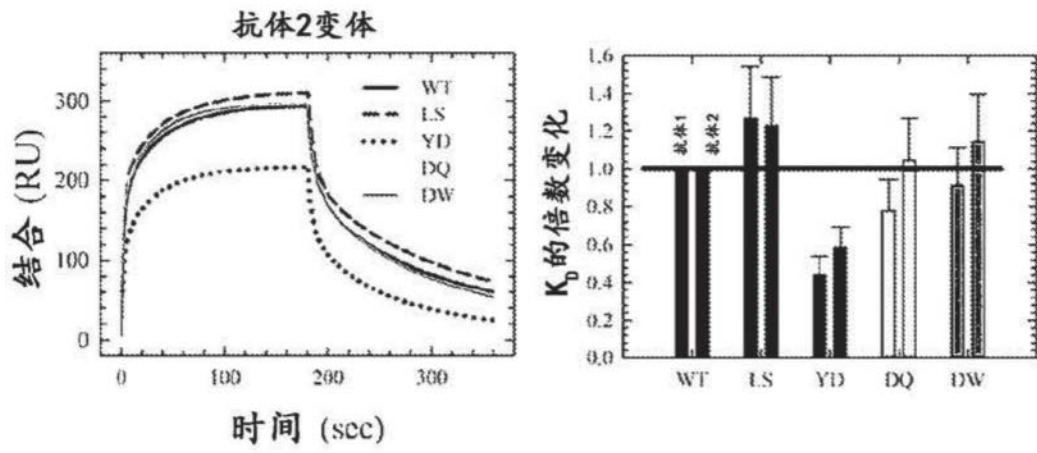 抗体2变体
结合 (RU)
300
200
100
0
WT
LS
YD
DQ
DW
0
100
200
300
时间 (sec)
K_D的倍数变化
1.6
1.4
1.2
1.0
0.8
0.6
0.4
0.2
0.0
抗体1
抗体2
WT
LS
YD
DQ
DW